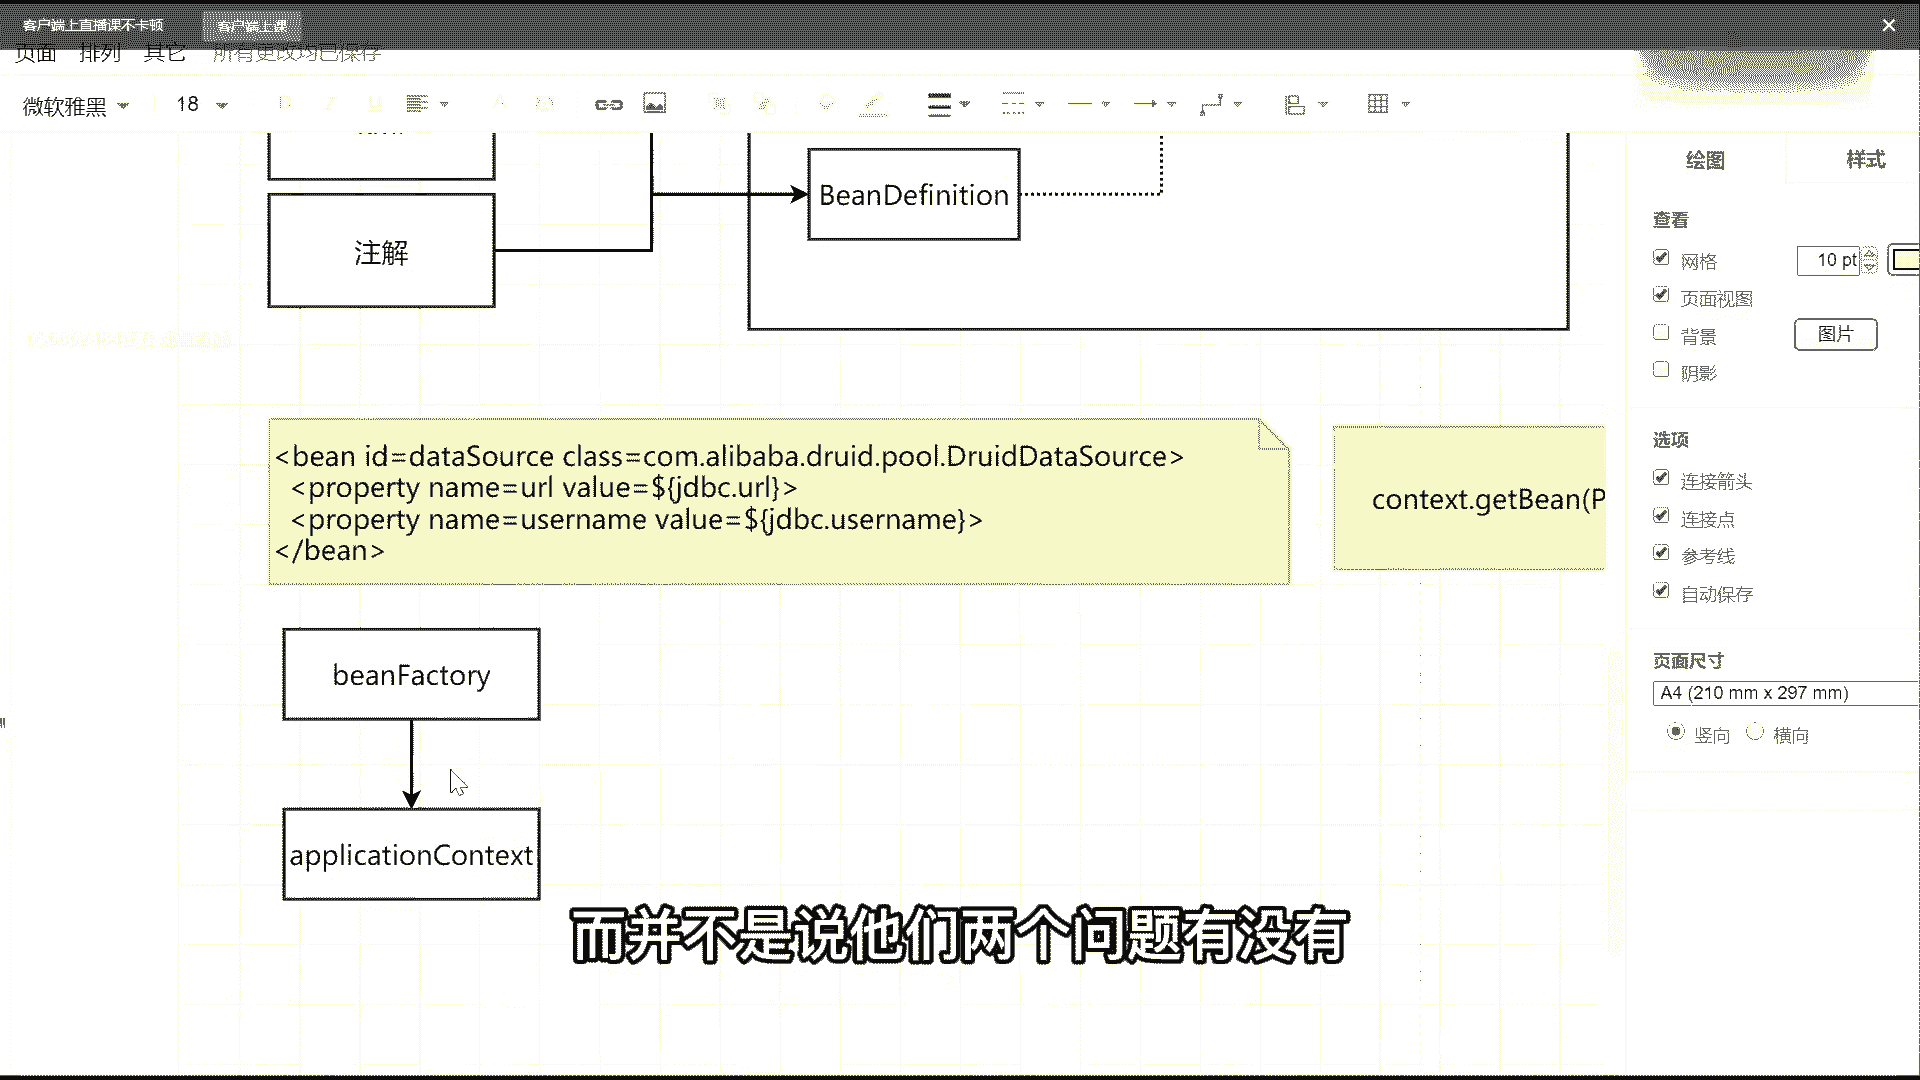 客户端上直播课不卡顿 客户端上课
页面 排列 其它 所有更改均已保存
微软雅黑 18
绘图 样式
BeanDefinition
注解
查看
网格 10 pt
页面视图
背景 图片
阴影
<bean id=dataSource class=com.alibaba.druid.pool.DruidDataSource>
<property name=url value=${jdbc.url}>
<property name=username value=${jdbc.username}>
</bean>
context.getBean(P
选项
连接箭头
连接点
参考线
自动保存
beanFactory
applicationContext
页面尺寸
A4 (210 mm x 297 mm)
竖向 横向
而并不是说他们两个问题有没有